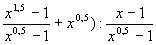 x^{1,5} − 1 / x^{0,5} − 1 + x^{0,5}) : x − 1 / x^{0,5} − 1